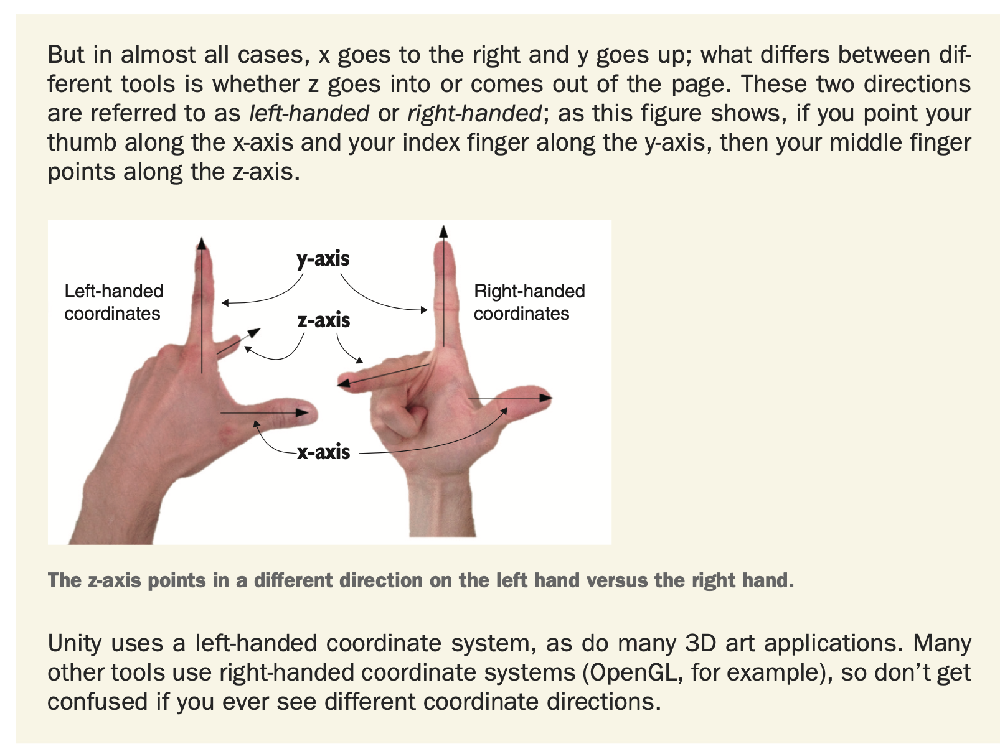 But in almost all cases, x goes to the right and y goes up; what differs between dif-
ferent tools is whether z goes into or comes out of the page. These two directions
are referred to as left-handed or right-handed; as this figure shows, if you point your
thumb along the x-axis and your index finger along the y-axis, then your middle finger
points along the z-axis.
y-axis
Left-handed
coordinates
Right-handed
coordinates
z-axis
x-axis
The z-axis points in a different direction on the left hand versus the right hand.
Unity uses a left-handed coordinate system, as do many 3D art applications. Many
other tools use right-handed coordinate systems (OpenGL, for example), so don’t get
confused if you ever see different coordinate directions.